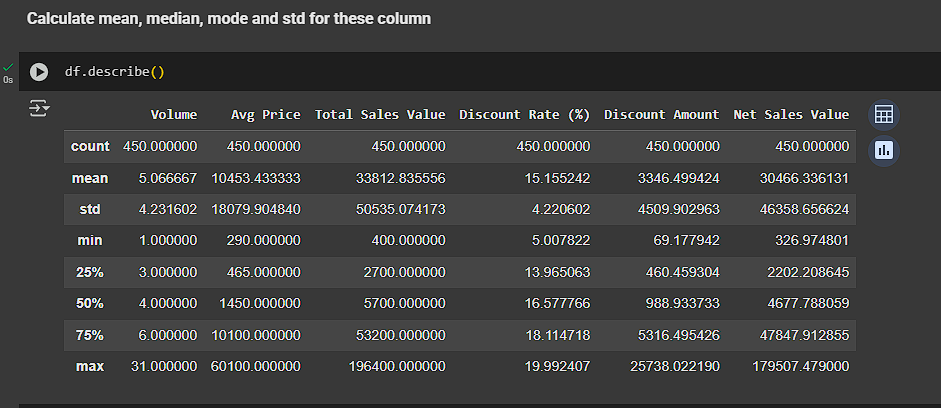 Calculate mean, median, mode and std for these column
df.describe()
0s
Volume Avg Price Total Sales Value Discount Rate (%) Discount Amount Net Sales Value
count 450.000000 450.000000 450.000000 450.000000 450.000000 450.000000
mean 5.066667 10453.433333 33812.835556 15.155242 3346.499424 30466.336131
std 4.231602 18079.904840 50535.074173 4.220602 4509.902963 46358.656624
min 1.000000 290.000000 400.000000 5.007822 69.177942 326.974801
25% 3.000000 465.000000 2700.000000 13.965063 460.459304 2202.208645
50% 4.000000 1450.000000 5700.000000 16.577766 988.933733 4677.788059
75% 6.000000 10100.000000 53200.000000 18.114718 5316.495426 47847.912855
max 31.000000 60100.000000 196400.000000 19.992407 25738.022190 179507.479000